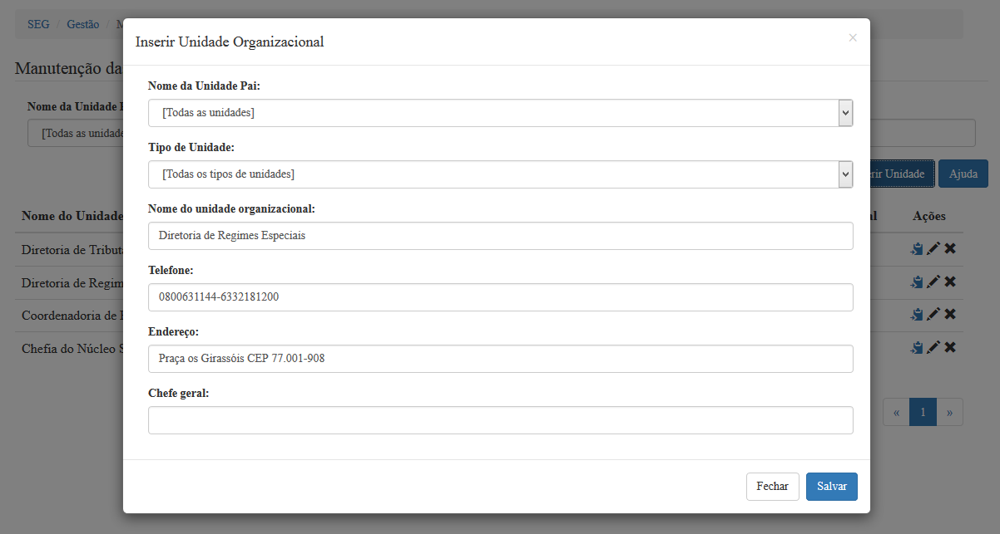 SEG / Gestão /
Inserir Unidade Organizacional ×
Manutenção da
Nome da Unidade Pai:
[Todas as unidades]
Tipo de Unidade:
[Todos os tipos de unidades]
Nome do unidade organizacional:
Diretoria de Regimes Especiais
Telefone:
0800631144-6332181200
Endereço:
Praça os Girassóis CEP 77.001-908
Chefe geral:
Fechar Salvar
Nome da Unidade
[Todas as unidade
rir Unidade Ajuda
Nome do Unidade al Ações
Diretoria de Tributa
Diretoria de Regim
Coordenadoria de
Chefia do Núcleo S
« 1 »